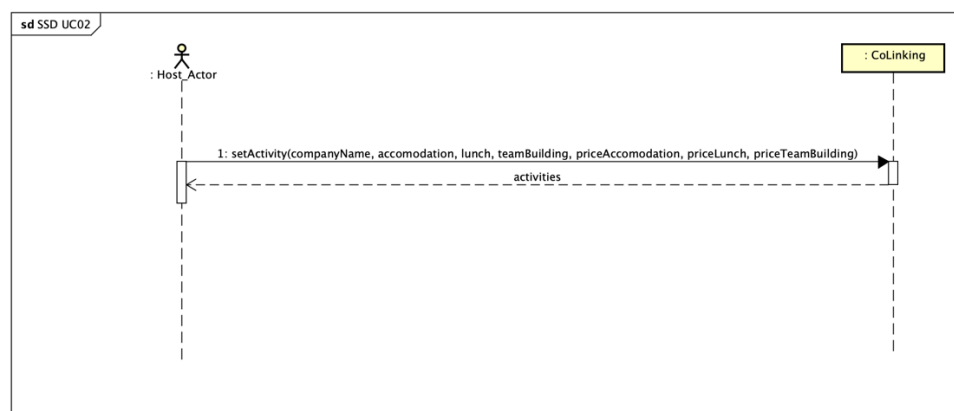 sd SSD UC02
: Host_Actor
: CoLinking
1: setActivity(companyName, accomodation, lunch, teamBuilding, priceAccomodation, priceLunch, priceTeamBuilding)
activities